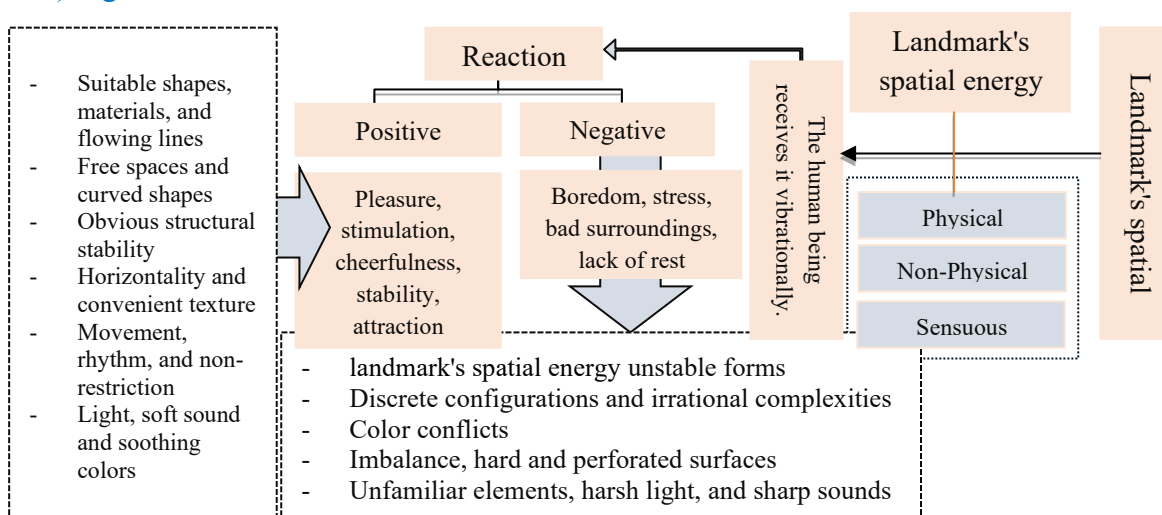 - Suitable shapes,
materials, and
flowing lines
- Free spaces and
curved shapes
- Obvious structural
stability
- Horizontality and
convenient texture
- Movement,
rhythm, and non-
restriction
- Light, soft sound
and soothing
colors
Reaction
Positive
Negative
Pleasure,
stimulation,
cheerfulness,
stability,
attraction
Boredom, stress,
bad surroundings,
lack of rest
- landmark's spatial energy unstable forms
- Discrete configurations and irrational complexities
- Color conflicts
- Imbalance, hard and perforated surfaces
- Unfamiliar elements, harsh light, and sharp sounds
The human being
receives it vibrationally.
Landmark's
spatial energy
Physical
Non-Physical
Sensuous
Landmark's spatial